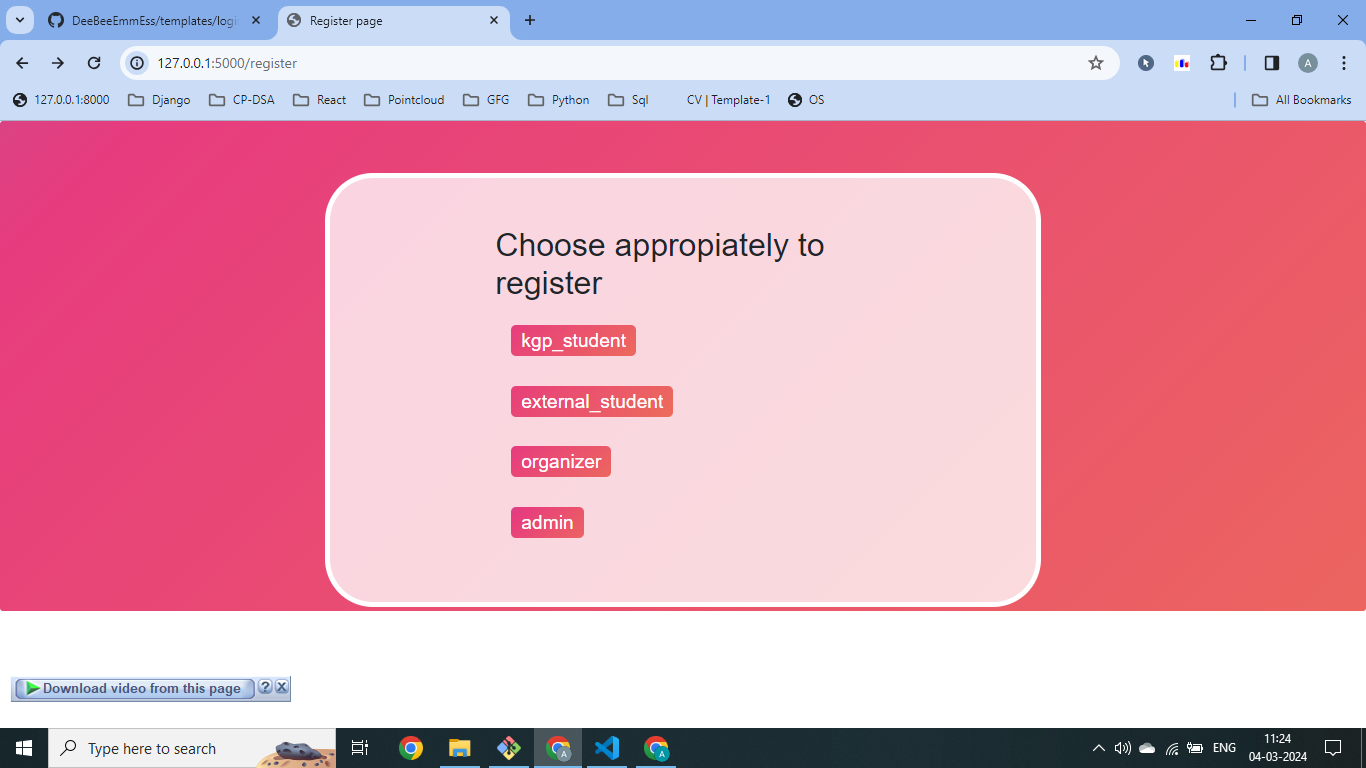 DeeBeeEmmEss/templates/logi
Register page
127.0.0.1:5000/register
A
127.0.0.1:8000
Django
CP-DSA
React
Pointcloud
GFG
Python
Sql
CV | Template-1
OS
All Bookmarks
Choose appropiately to
register
kgp_student
external_student
organizer
admin
Download video from this page
?
Type here to search
A
A
ENG
11:24
04-03-2024